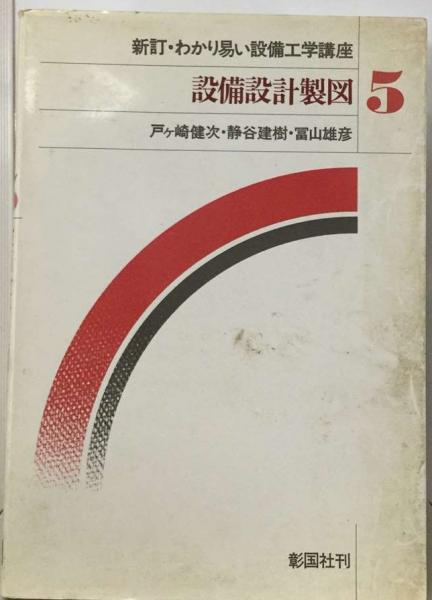 新訂・わかり易い設備工学講座
設備設計製図 5
戸ヶ崎健次・静谷建樹・冨山雄彦
彰国社刊